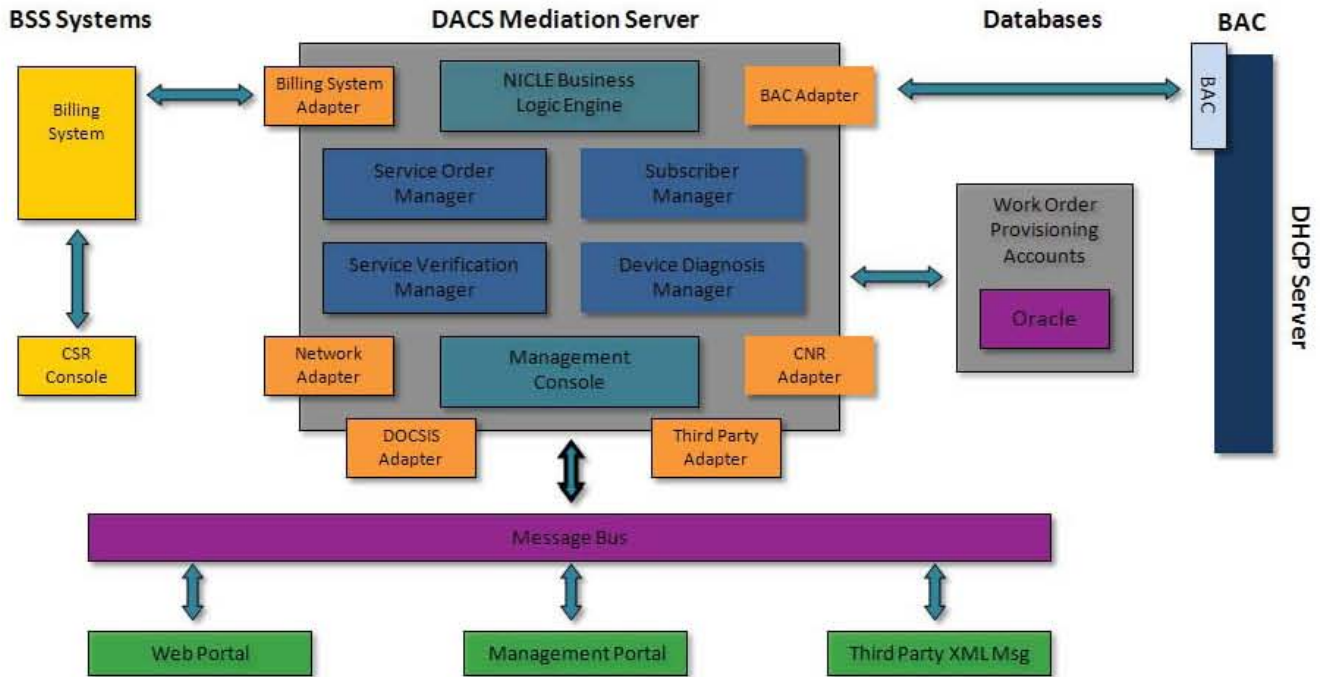 BSS Systems
DACS Mediation Server
Databases
BAC
Billing
System
Billing System
Adapter
NICLE Business
Logic Engine
BAC Adapter
BAC
Service Order
Manager
Subscriber
Manager
Work Order
Provisioning
Accounts
Oracle
DHCP Server
Service Verification
Manager
Device Diagnosis
Manager
CSR
Console
Network
Adapter
Management
Console
CNR
Adapter
DOCSIS
Adapter
Third Party
Adapter
Message Bus
Web Portal
Management Portal
Third Party XML Msg